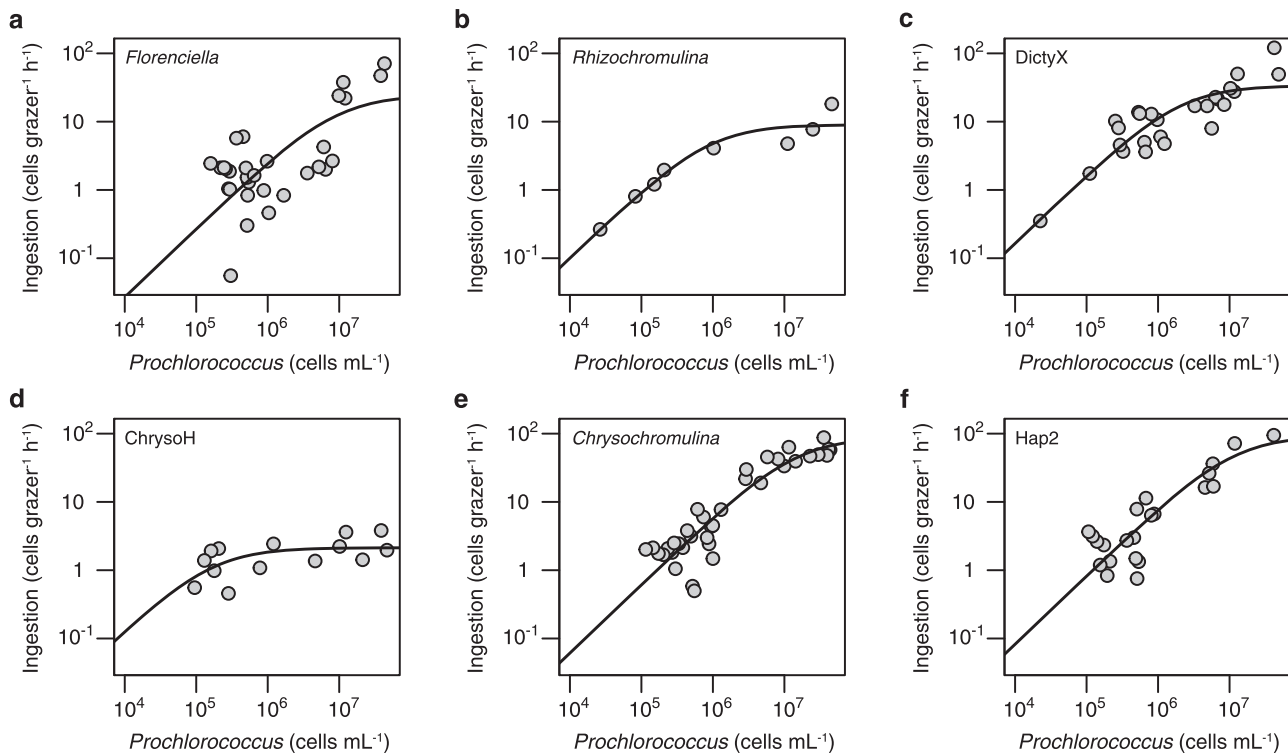 a
Florenciella
Ingestion (cells grazer⁻¹ h⁻¹)
10²
10
1
10⁻¹
10⁴ 10⁵ 10⁶ 10⁷
Prochlorococcus (cells mL⁻¹)
b
Rhizochromulina
Ingestion (cells grazer⁻¹ h⁻¹)
10²
10
1
10⁻¹
10⁴ 10⁵ 10⁶ 10⁷
Prochlorococcus (cells mL⁻¹)
c
DictyX
Ingestion (cells grazer⁻¹ h⁻¹)
10²
10
1
10⁻¹
10⁴ 10⁵ 10⁶ 10⁷
Prochlorococcus (cells mL⁻¹)
d
ChrysoH
Ingestion (cells grazer⁻¹ h⁻¹)
10²
10
1
10⁻¹
10⁴ 10⁵ 10⁶ 10⁷
Prochlorococcus (cells mL⁻¹)
e
Chrysochromulina
Ingestion (cells grazer⁻¹ h⁻¹)
10²
10
1
10⁻¹
10⁴ 10⁵ 10⁶ 10⁷
Prochlorococcus (cells mL⁻¹)
f
Hap2
Ingestion (cells grazer⁻¹ h⁻¹)
10²
10
1
10⁻¹
10⁴ 10⁵ 10⁶ 10⁷
Prochlorococcus (cells mL⁻¹)